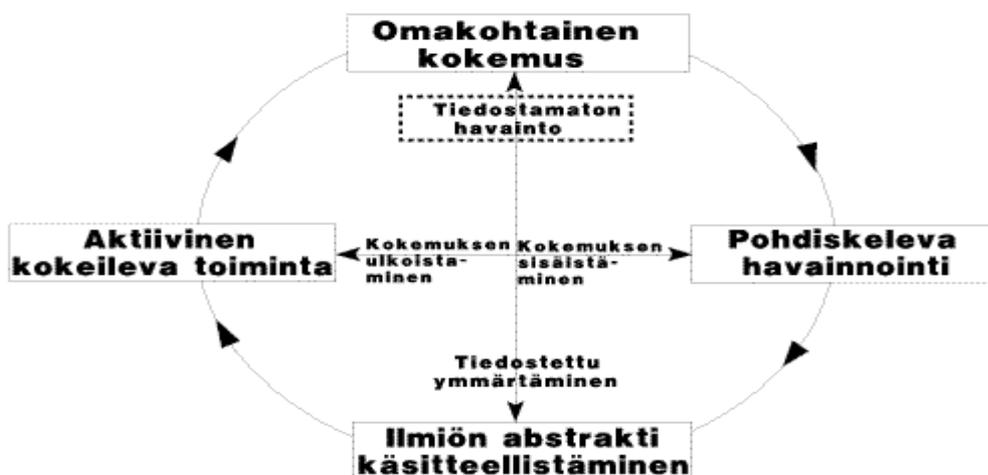 Omakohtainen
kokemus
Tiedostamaton
havainto
Aktiivinen
kokeileva toiminta
Kokemuksen
ulkoista-
minen
Kokemuksen
sisäistä-
minen
Pohdiskeleva
havainnointi
Tiedostettu
ymmärtäminen
Ilmiön abstrakti
käsitteellistäminen